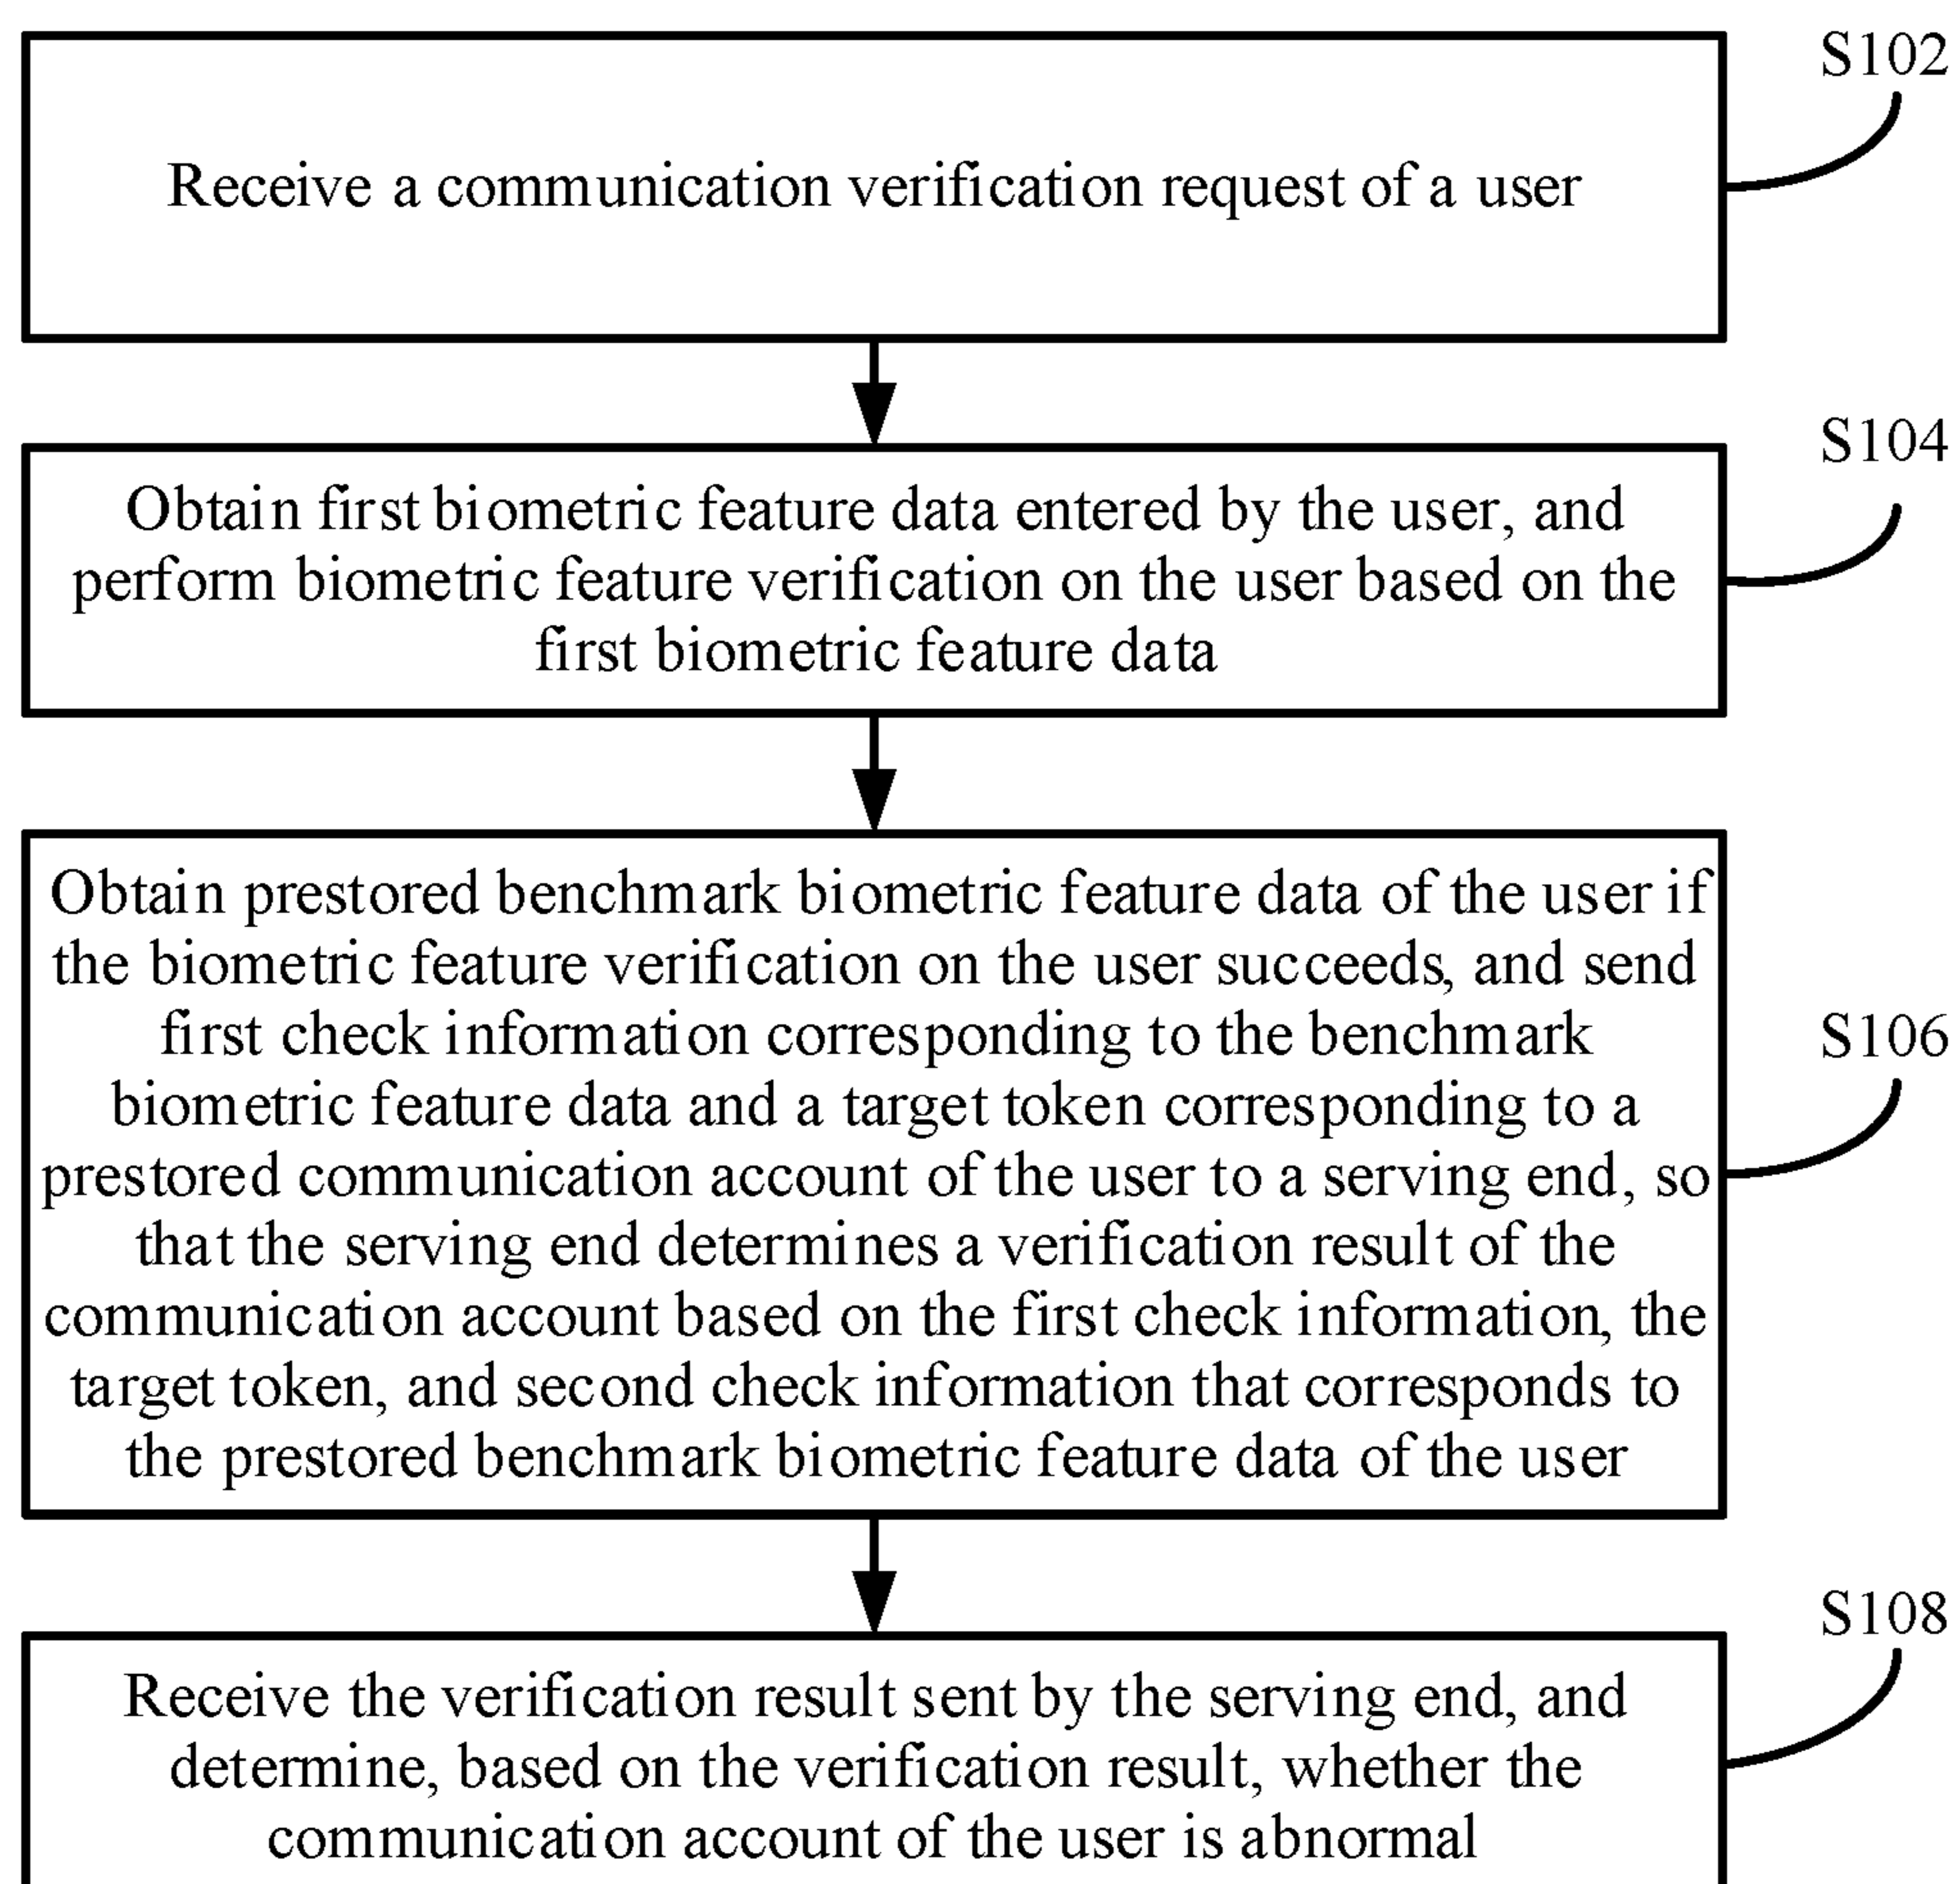 S102
Receive a communication verification request of a user
S104
Obtain first biometric feature data entered by the user, and
perform biometric feature verification on the user based on the
first biometric feature data
Obtain prestored benchmark biometric feature data of the user if
the biometric feature verification on the user succeeds, and send
first check information corresponding to the benchmark
S106
biometric feature data and a target token corresponding to a
prestored communication account of the user to a serving end, so
that the serving end determines a verification result of the
communication account based on the first check information, the
target token, and second check information that corresponds to
the prestored benchmark biometric feature data of the user
S108
Receive the verification result sent by the serving end, and
determine, based on the verification result, whether the
communication account of the user is abnormal